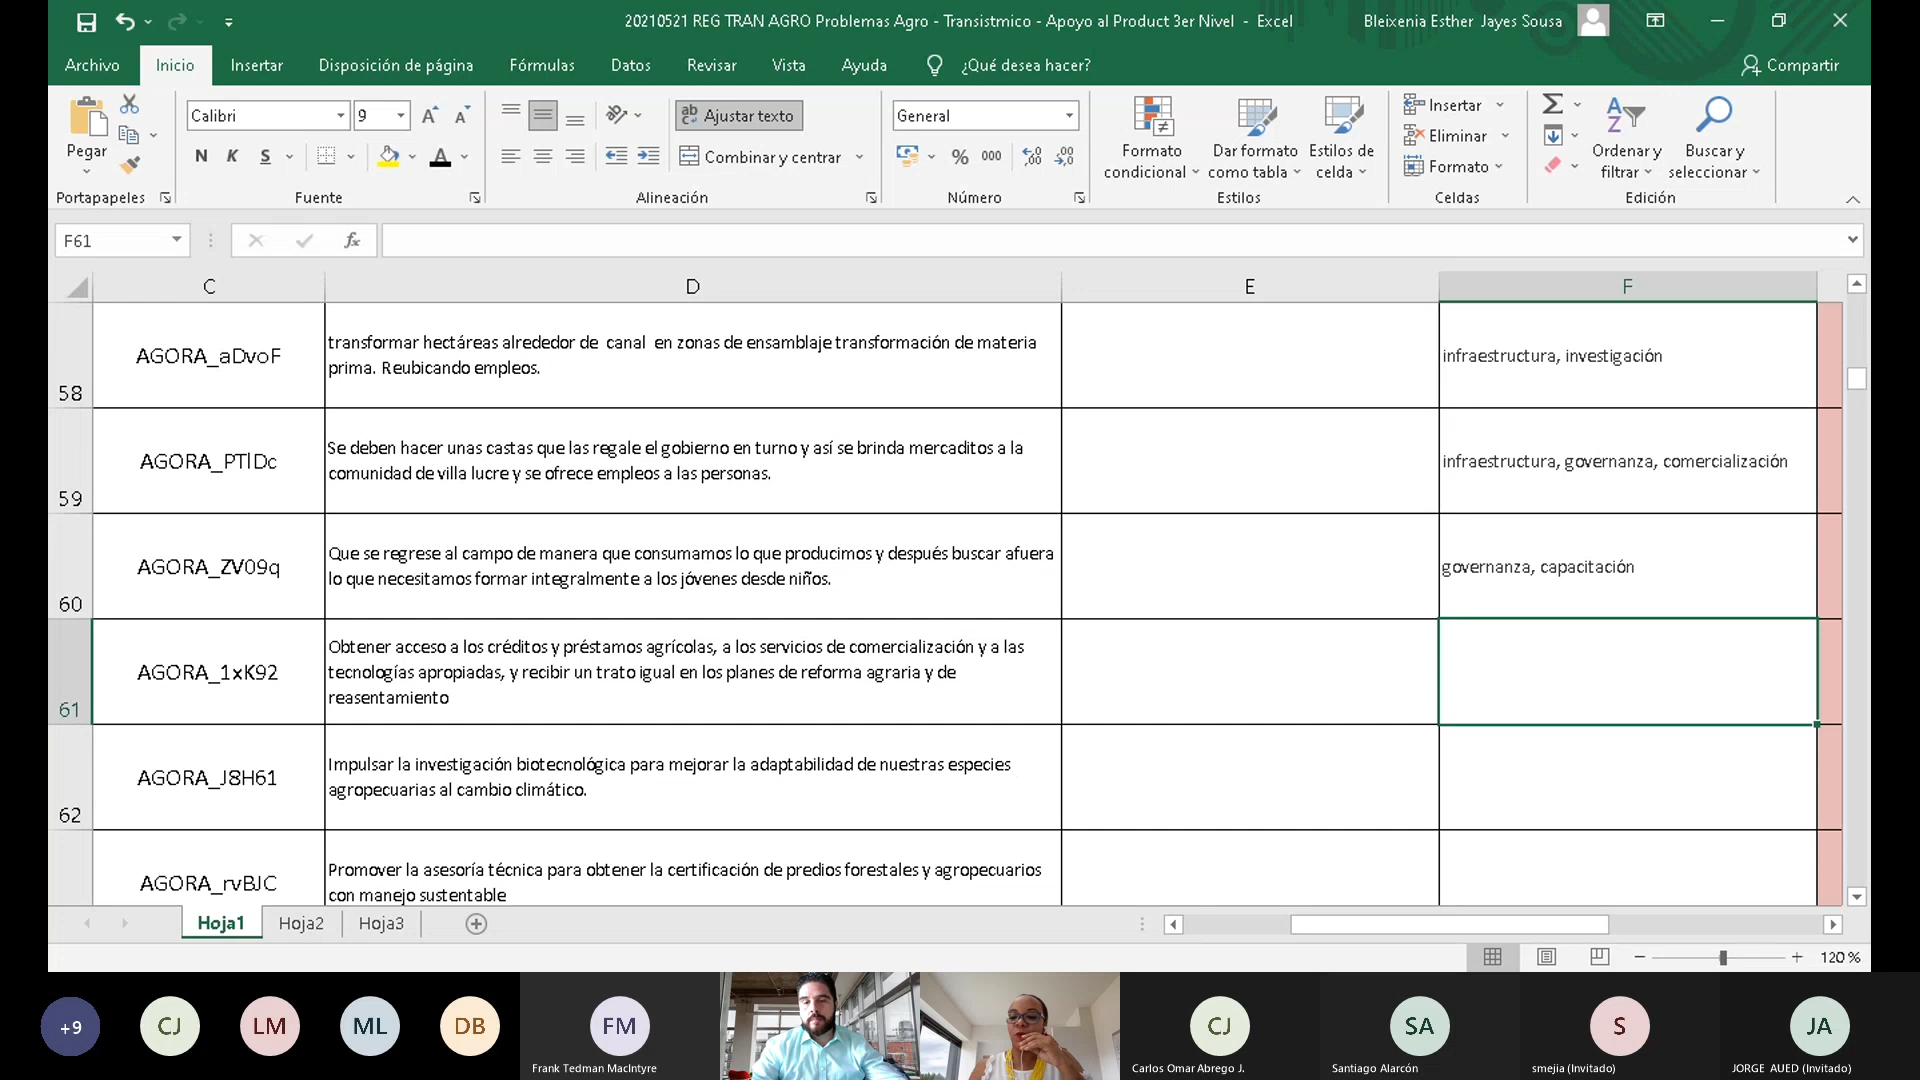 20210521 REG TRAN AGRO Problemas Agro - Transistmico - Apoyo al Product 3er Nivel - Excel
Bleixenia Esther Jayes Sousa
Archivo
Inicio
Insertar
Disposición de página
Fórmulas
Datos
Revisar
Vista
Ayuda
¿Qué desea hacer?
Compartir
Pegar
Portapapeles
Calibri
9
N K S
Fuente
Ajustar texto
Combinar y centrar
Alineación
General
% 000
Número
Formato
condicional
Dar formato
como tabla
Estilos de
celda
Estilos
Insertar
Eliminar
Formato
Celdas
Ordenar y
filtrar
Buscar y
seleccionar
Edición
F61
fx
C D E F
58
AGORA_aDvoF
transformar hectáreas alrededor de canal en zonas de ensamblaje transformación de materia
prima. Reubicando empleos.
infraestructura, investigación
59
AGORA_PTlDc
Se deben hacer unas castas que las regale el gobierno en turno y así se brinda mercaditos a la
comunidad de villa lucre y se ofrece empleos a las personas.
infraestructura, governanza, comercialización
60
AGORA_ZV09q
Que se regrese al campo de manera que consumamos lo que producimos y después buscar afuera
lo que necesitamos formar integralmente a los jóvenes desde niños.
governanza, capacitación
61
AGORA_1xK92
Obtener acceso a los créditos y préstamos agrícolas, a los servicios de comercialización y a las
tecnologías apropiadas, y recibir un trato igual en los planes de reforma agraria y de
reasentamiento
62
AGORA_J8H61
Impulsar la investigación biotecnológica para mejorar la adaptabilidad de nuestras especies
agropecuarias al cambio climático.
AGORA_rvBJC
Promover la asesoría técnica para obtener la certificación de predios forestales y agropecuarios
con manejo sustentable
Hoja1
Hoja2
Hoja3
120 %
+9
CJ
LM
ML
DB
FM
Frank Tedman MacIntyre
CJ
Carlos Omar Abrego J.
SA
Santiago Alarcón
S
smejia (Invitado)
JA
JORGE AUED (Invitado)